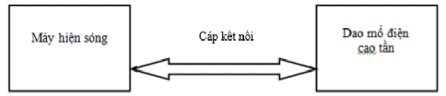 Máy hiện sóng
Cáp kết nối
Dao mổ điện
cao tần